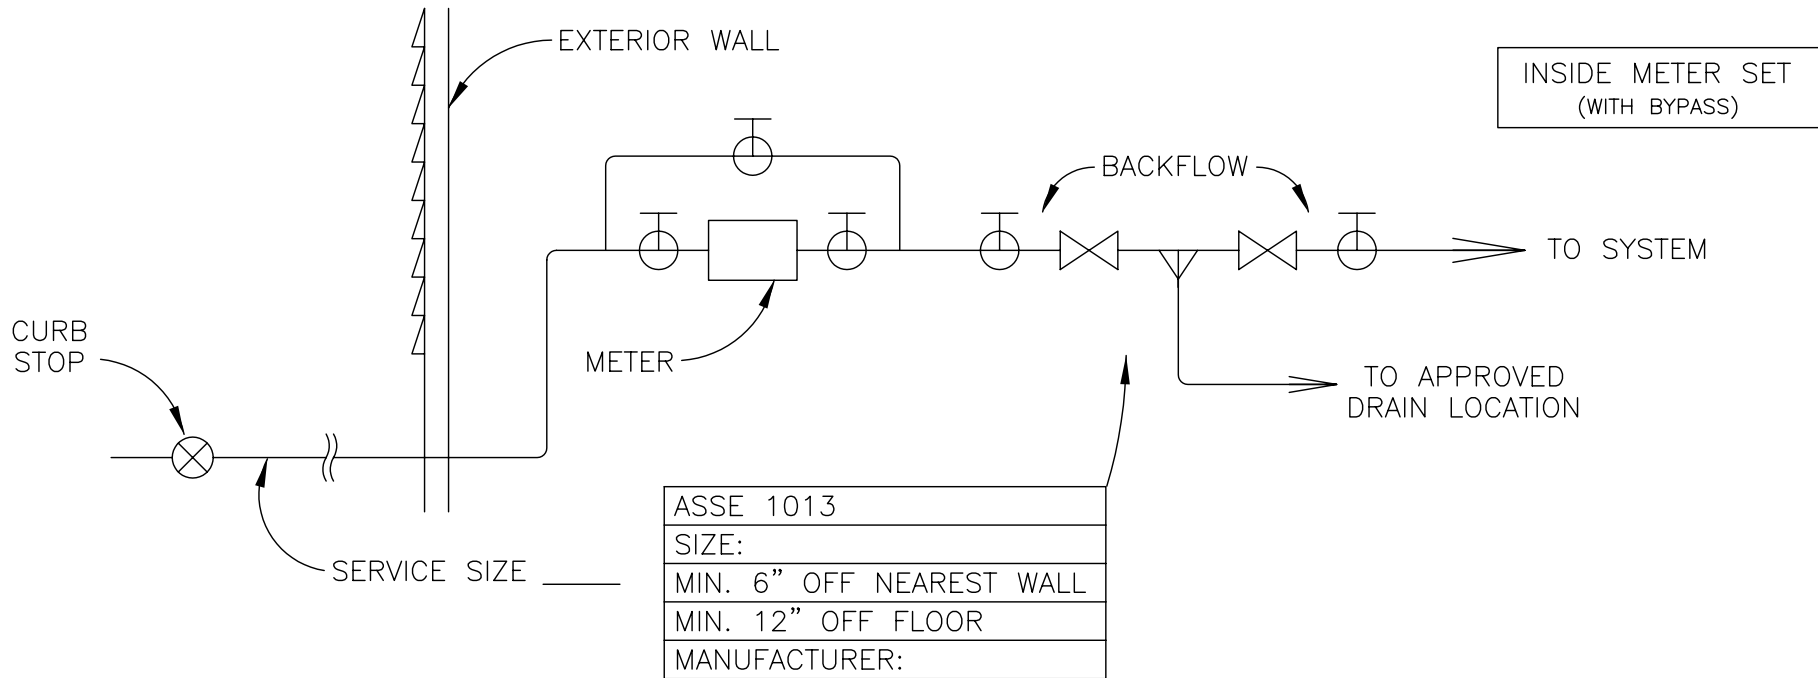 EXTERIOR WALL
INSIDE METER SET
(WITH BYPASS)
BACKFLOW
TO SYSTEM
CURB
STOP
METER
TO APPROVED
DRAIN LOCATION
SERVICE SIZE ____
ASSE 1013
SIZE:
MIN. 6” OFF NEAREST WALL
MIN. 12” OFF FLOOR
MANUFACTURER: